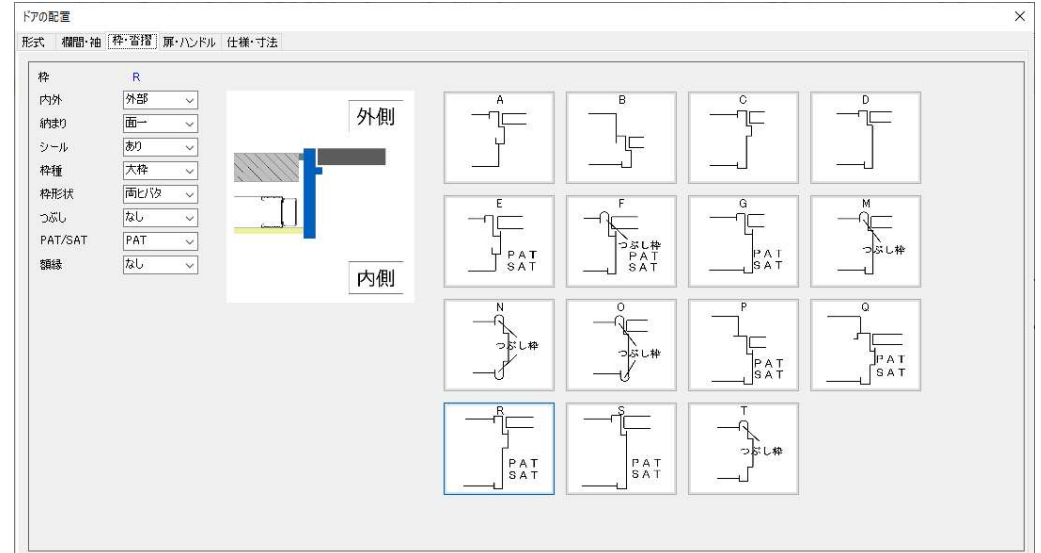 ドアの配置
形式 欄間・袖 枠・沓摺 扉・ハンドル 仕様・寸法
枠 R
内外 外部
納まり 面一
シール あり
枠種 大枠
枠形状 両ヒバタ
つぶし なし
PAT/SAT PAT
額縁 なし
外側
内側
A B C D
E F G M
PAT
SAT
つぶし枠
PAT
SAT
PAT
SAT
つぶし枠
N O P Q
つぶし枠
つぶし枠
PAT
SAT
PAT
SAT
R S T
PAT
SAT
PAT
SAT
つぶし枠